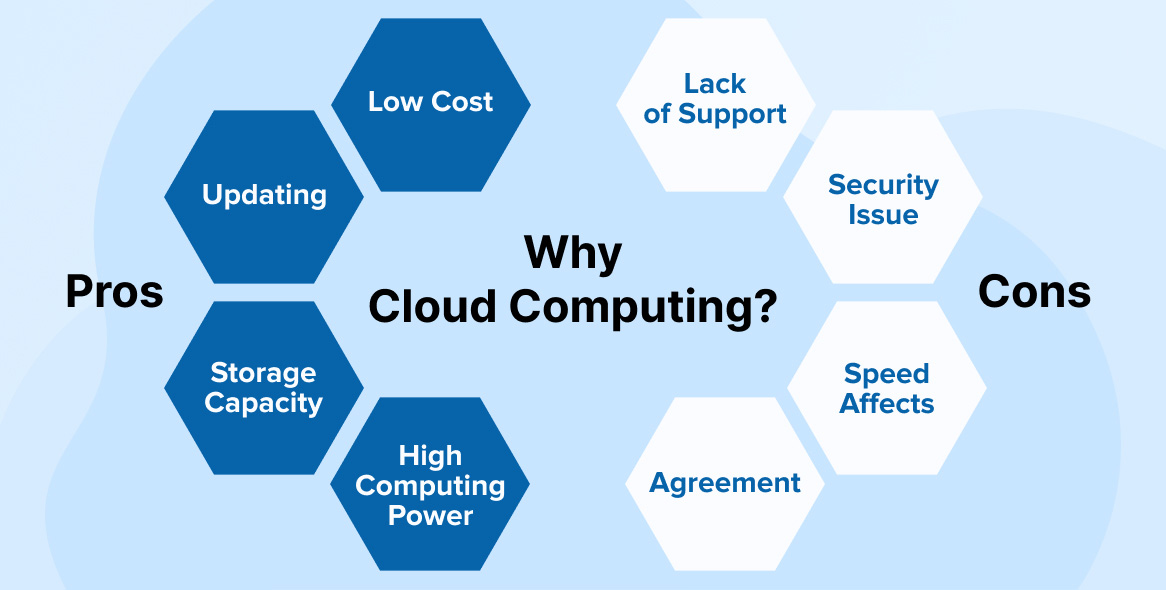 Why
Cloud Computing?
Pros
Low Cost
Updating
Storage
Capacity
High
Computing
Power
Cons
Lack
of Support
Security
Issue
Speed
Affects
Agreement